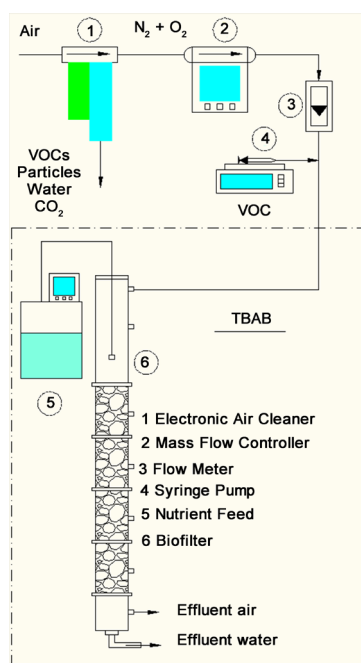 Air
1
N2 + O2
2
3
4
VOCs
Particles
Water
CO2
VOC
TBAB
5
6
1 Electronic Air Cleaner
2 Mass Flow Controller
3 Flow Meter
4 Syringe Pump
5 Nutrient Feed
6 Biofilter
Effluent air
Effluent water